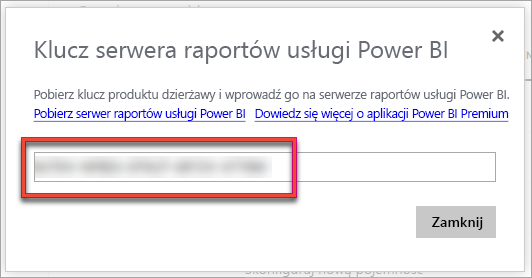 Klucz serwera raportów usługi Power BI
Pobierz klucz produktu dzierżawy i wprowadź go na serwerze raportów usługi Power BI.
Pobierz serwer raportów usługi Power BI Dowiedz się więcej o aplikacji Power BI Premium
Zamknij